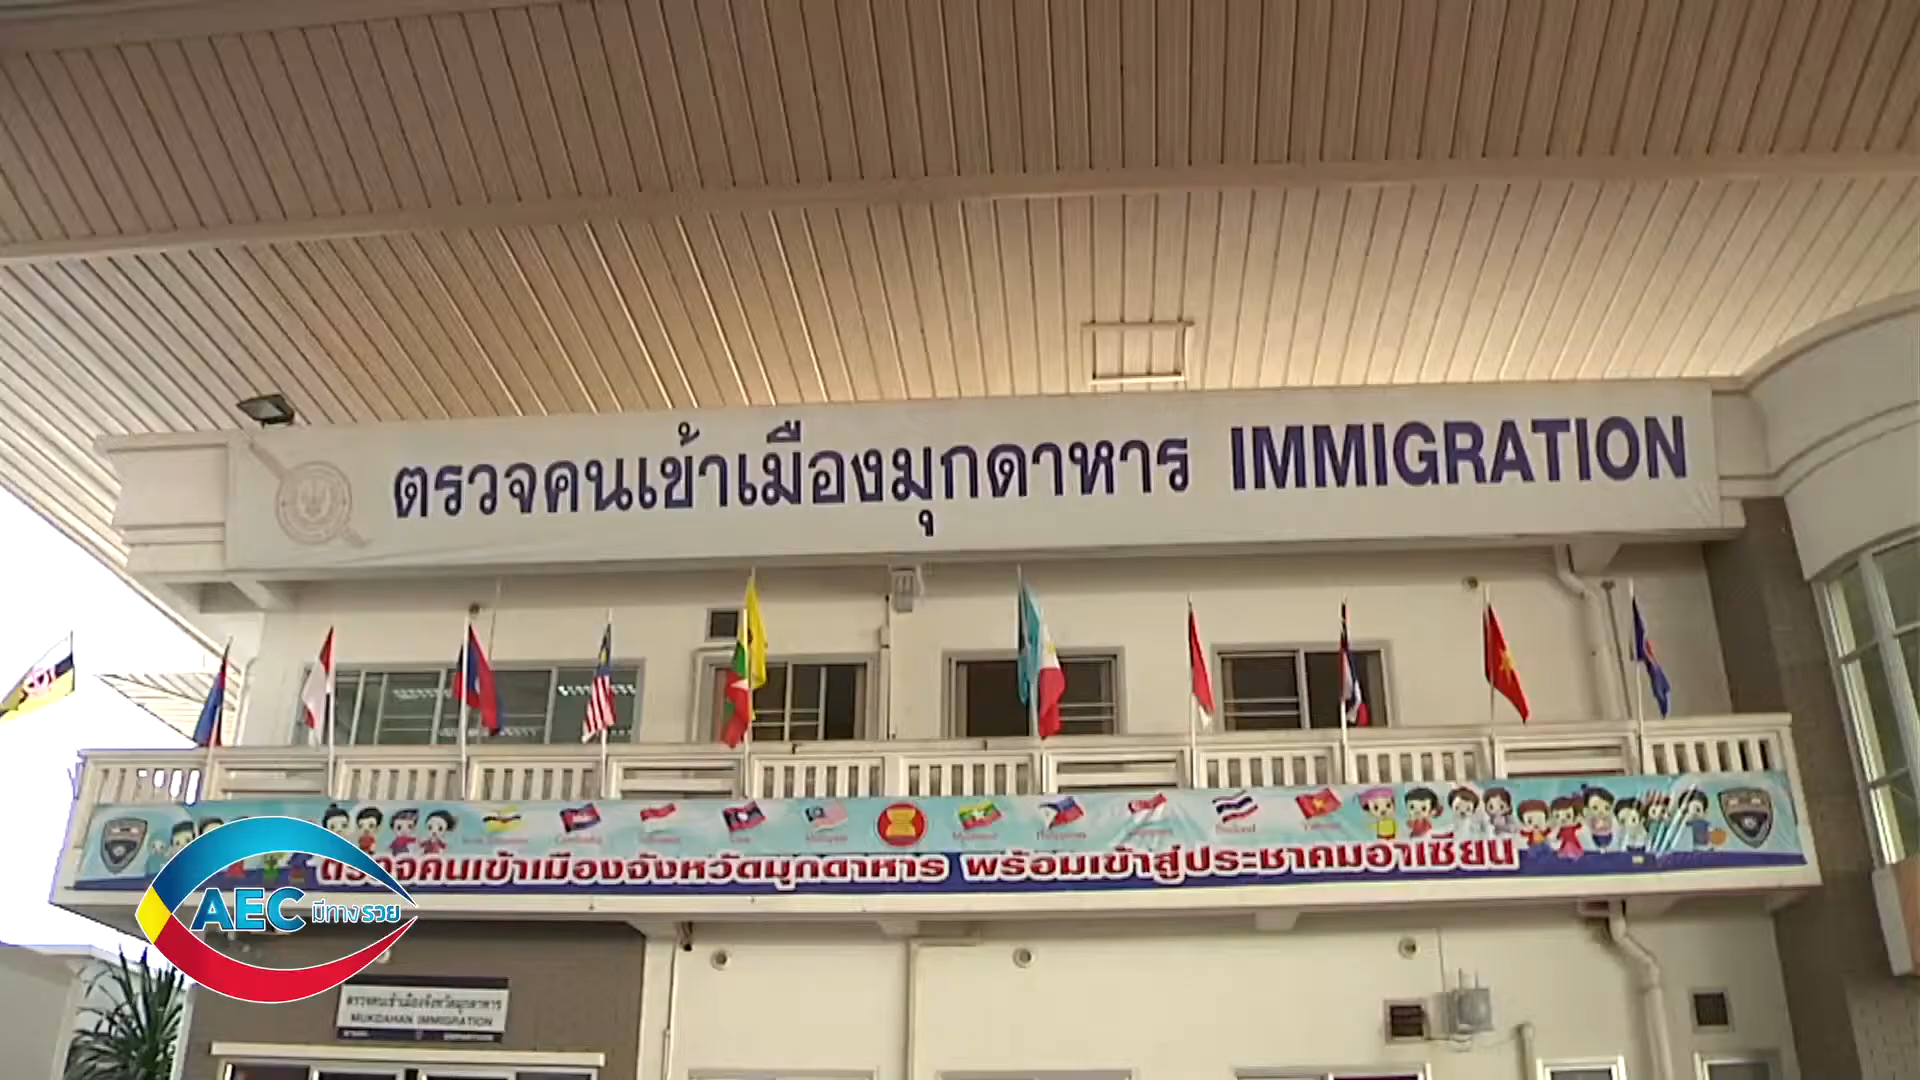 ตรวจคนเข้าเมืองมุกดาหาร IMMIGRATION
Cambodia
Philippines
Thailand
ตรวจคนเข้าเมืองจังหวัดมุกดาหาร พร้อมเข้าสู่ประชาคมอาเซียน
AEC มีทางรวย
ตรวจคนเข้าเมืองจังหวัดมุกดาหาร
MUKDAHAN IMMIGRATION